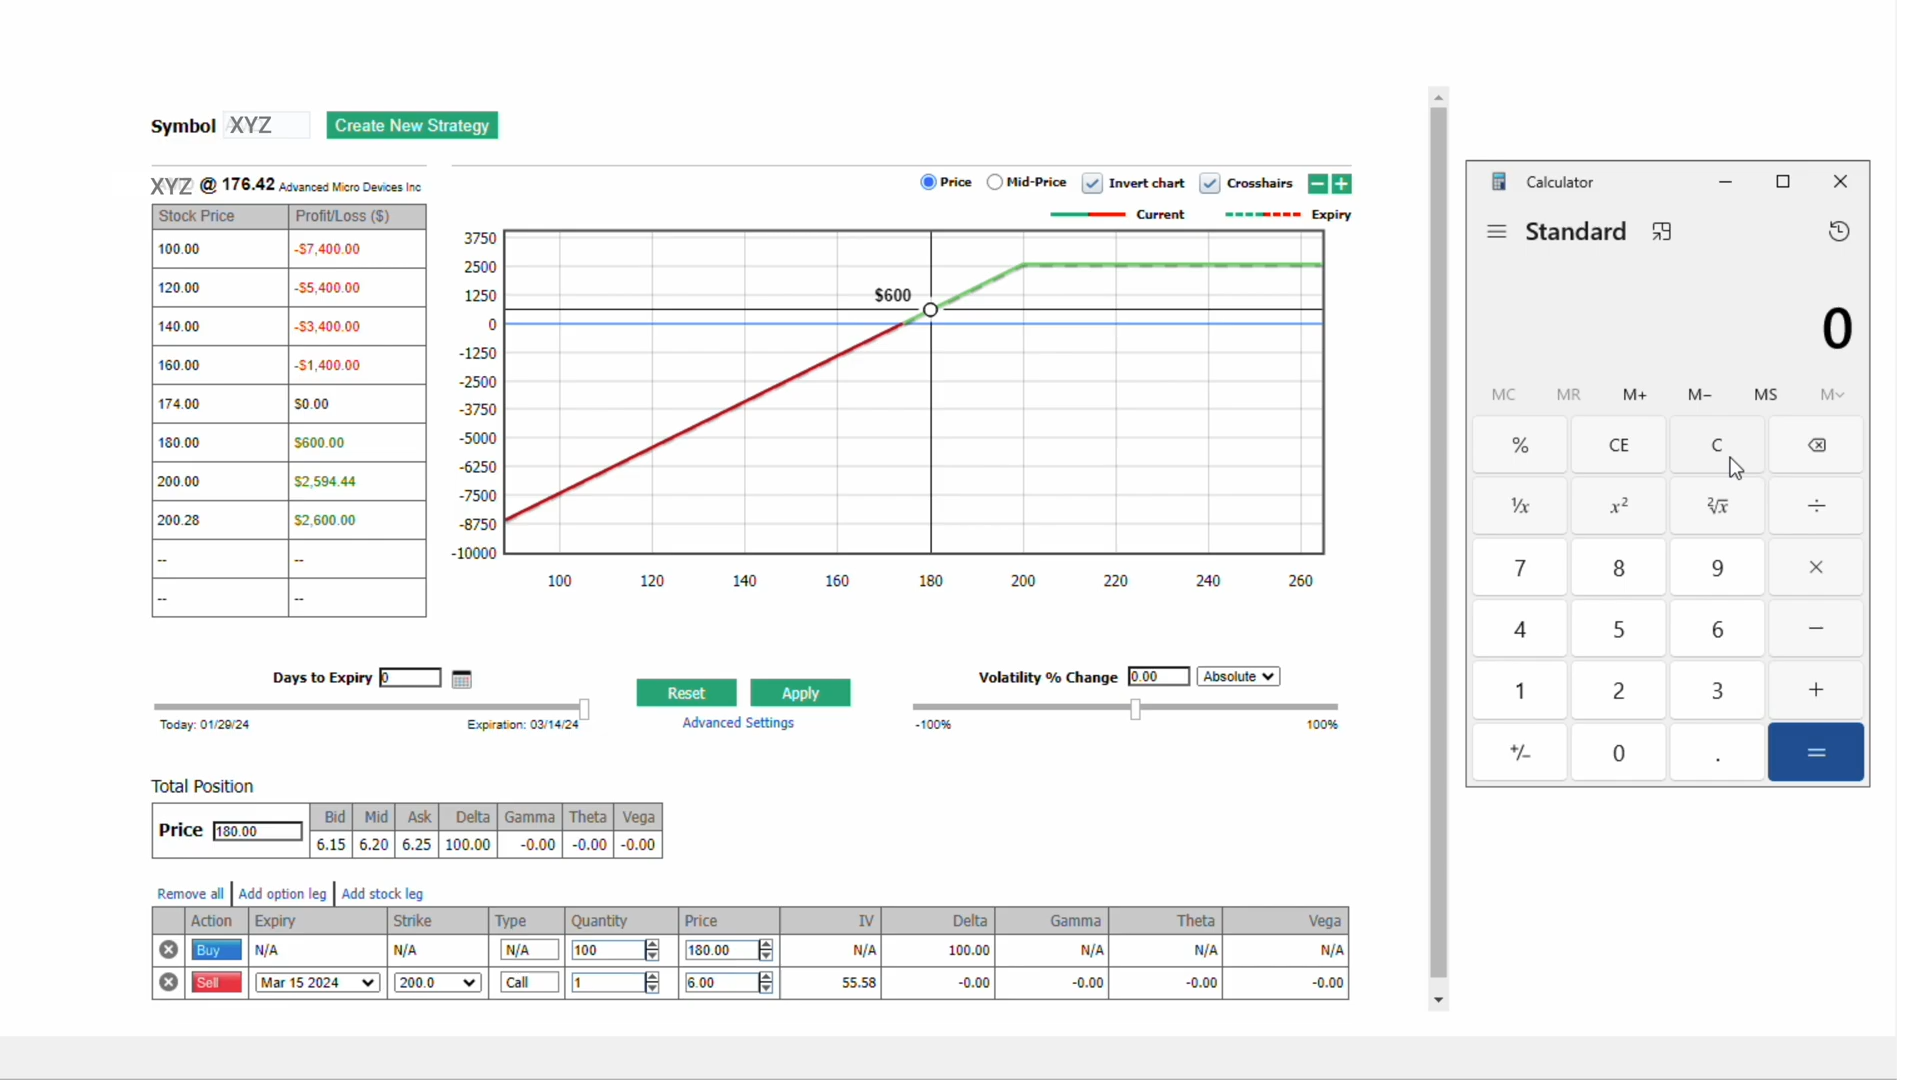 Symbol XYZ Create New Strategy
XYZ @ 176.42 Advanced Micro Devices Inc
Price Mid-Price Invert chart Crosshairs
Current Expiry
Stock Price Profit/Loss ($)
100.00 -$7,400.00
120.00 -$5,400.00
140.00 -$3,400.00
160.00 -$1,400.00
174.00 $0.00
180.00 $600.00
200.00 $2,594.44
200.28 $2,600.00
-- --
-- --
3750
2500
1250
0
-1250
-2500
-3750
-5000
-6250
-7500
-8750
-10000
$600
100 120 140 160 180 200 220 240 260
Days to Expiry 0
Today: 01/29/24 Expiration: 03/14/24
Reset Apply
Advanced Settings
Volatility % Change 0.00 Absolute
-100% 100%
Total Position
Price 180.00
Bid Mid Ask Delta Gamma Theta Vega
6.15 6.20 6.25 100.00 -0.00 -0.00 -0.00
Remove all Add option leg Add stock leg
Action Expiry Strike Type Quantity Price IV Delta Gamma Theta Vega
Buy N/A N/A N/A 100 180.00 N/A 100.00 N/A N/A N/A
Sell Mar 15 2024 200.0 Call 1 6.00 55.58 -0.00 -0.00 -0.00 -0.00
Calculator
Standard
0
MC MR M+ M− MS M
% CE C
¹/x x² ²√x ÷
7 8 9 ×
4 5 6 −
1 2 3 +
+/− 0 . =